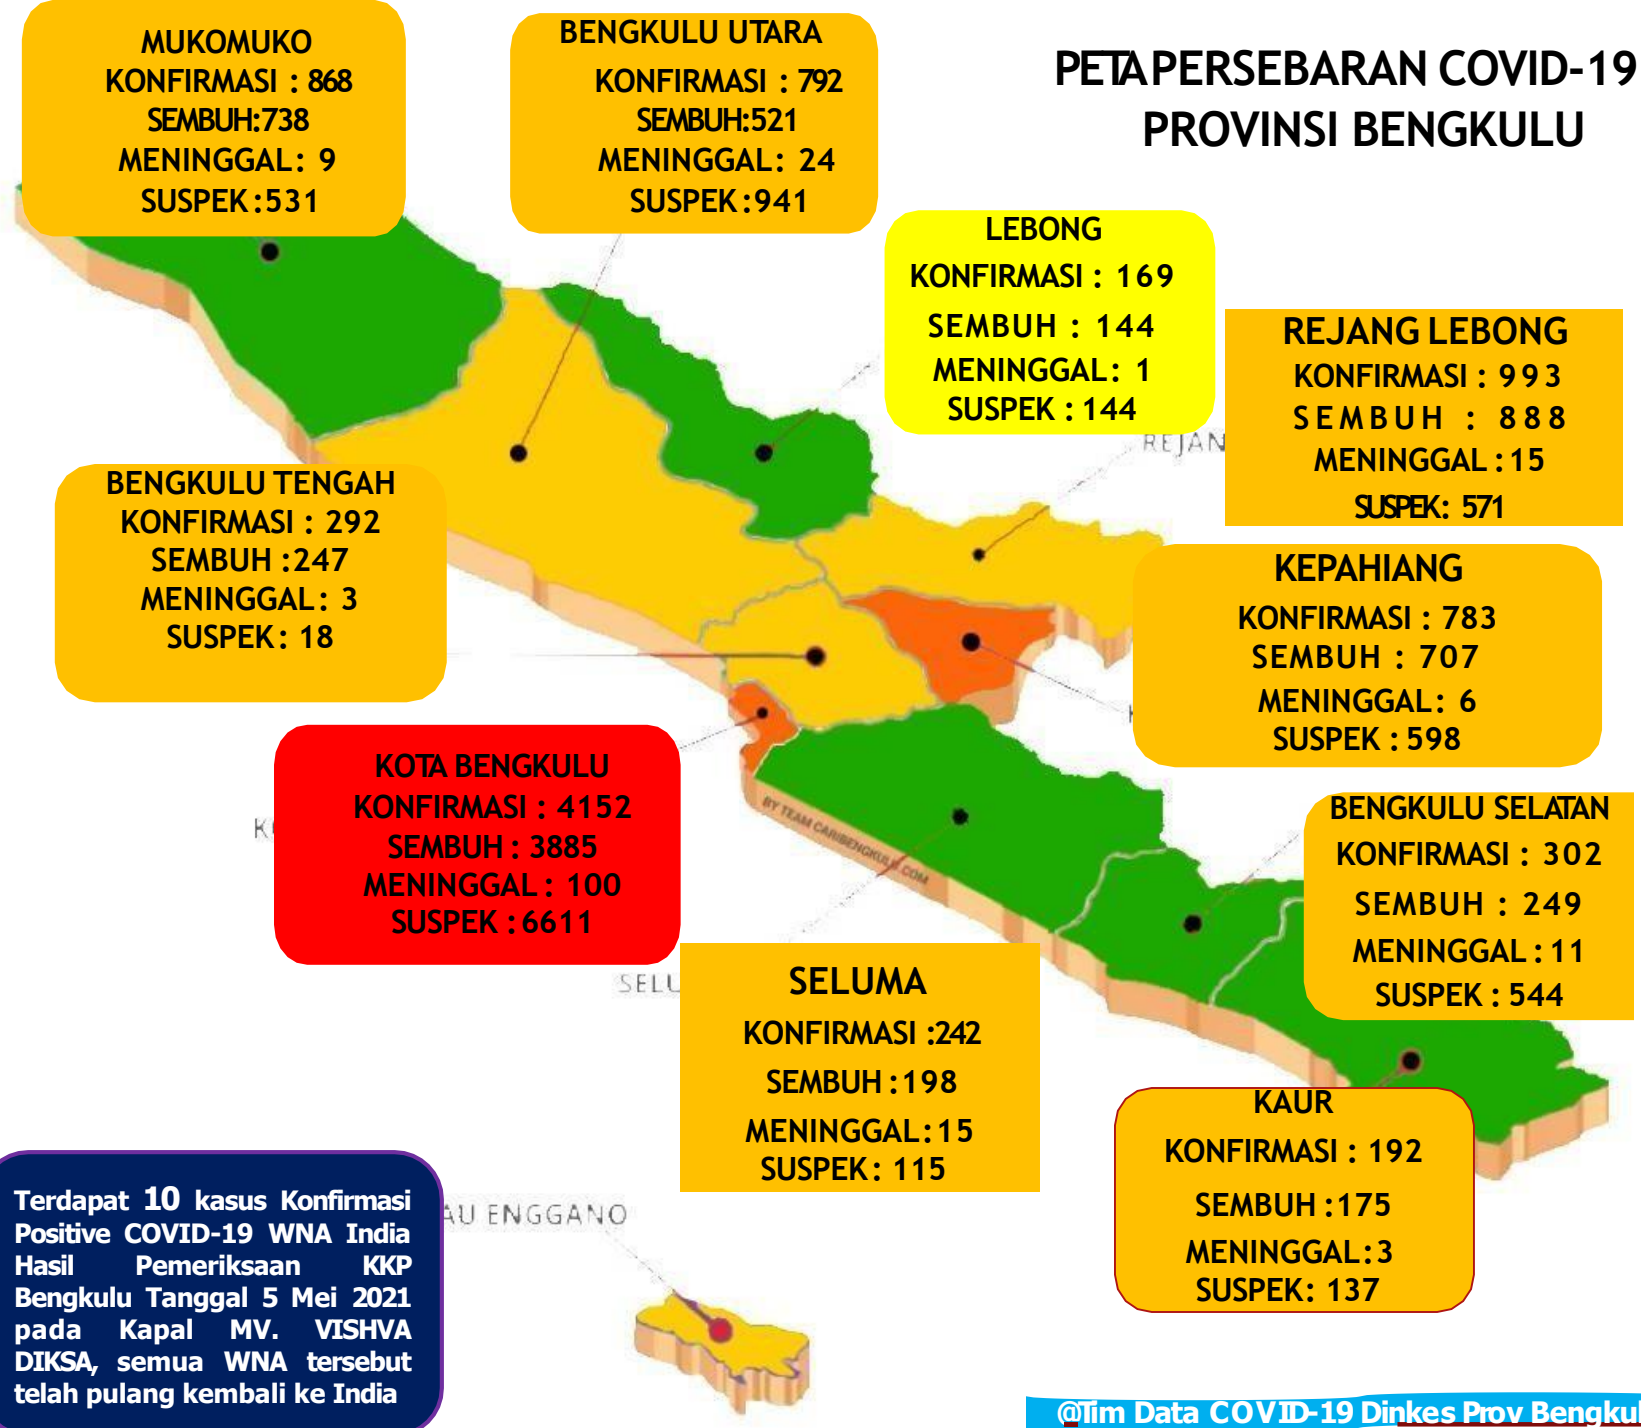 PETA PERSEBARAN COVID-19
PROVINSI BENGKULU
MUKOMUKO
KONFIRMASI : 868
SEMBUH:738
MENINGGAL: 9
SUSPEK:531
BENGKULU UTARA
KONFIRMASI : 792
SEMBUH:521
MENINGGAL: 24
SUSPEK:941
LEBONG
KONFIRMASI : 169
SEMBUH : 144
MENINGGAL: 1
SUSPEK : 144
REJANG LEBONG
KONFIRMASI : 993
SEMBUH : 888
MENINGGAL :15
SUSPEK: 571
BENGKULU TENGAH
KONFIRMASI : 292
SEMBUH :247
MENINGGAL: 3
SUSPEK: 18
KEPAHIANG
KONFIRMASI : 783
SEMBUH : 707
MENINGGAL: 6
SUSPEK : 598
KOTA BENGKULU
KONFIRMASI : 4152
SEMBUH : 3885
MENINGGAL : 100
SUSPEK : 6611
BY TEAM CARIBENGKULU.COM
BENGKULU SELATAN
KONFIRMASI : 302
SEMBUH : 249
MENINGGAL : 11
SUSPEK : 544
SELUMA
KONFIRMASI :242
SEMBUH :198
MENINGGAL:15
SUSPEK: 115
KAUR
KONFIRMASI : 192
SEMBUH :175
MENINGGAL:3
SUSPEK: 137
ENGGANO
Terdapat 10 kasus Konfirmasi
Positive COVID-19 WNA India
Hasil Pemeriksaan KKP
Bengkulu Tanggal 5 Mei 2021
pada Kapal MV. VISHVA
DIKSA, semua WNA tersebut
telah pulang kembali ke India
@Tim Data COVID-19 Dinkes Prov